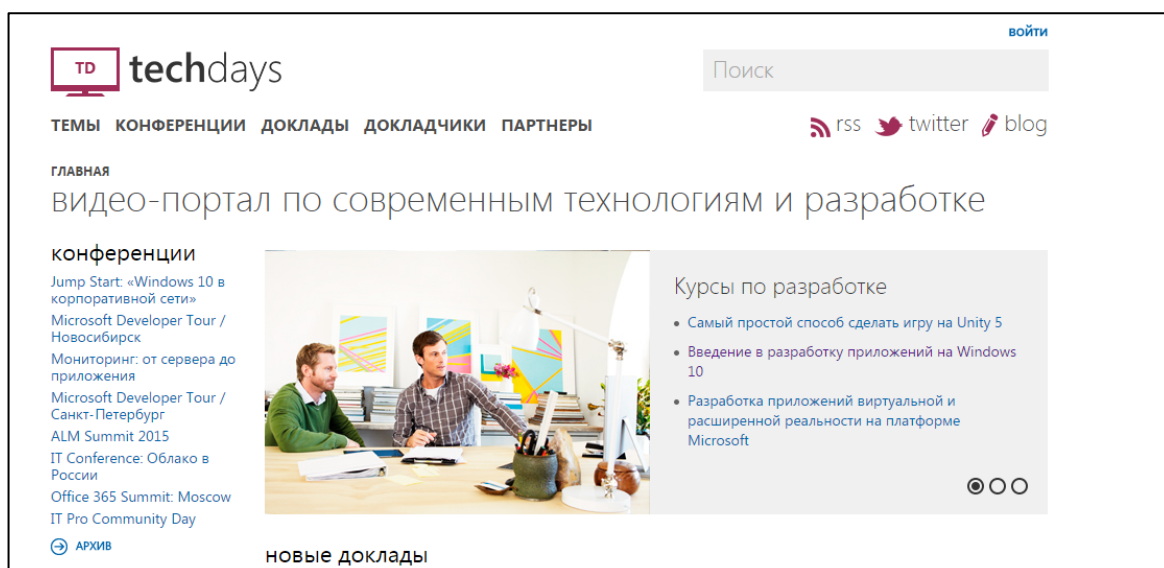 ВОЙТИ
TD techdays
Поиск
ТЕМЫ КОНФЕРЕНЦИИ ДОКЛАДЫ ДОКЛАДЧИКИ ПАРТНЕРЫ
rss twitter blog
ГЛАВНАЯ
видео-портал по современным технологиям и разработке
конференции
Jump Start: «Windows 10 в
корпоративной сети»
Microsoft Developer Tour /
Новосибирск
Мониторинг: от сервера до
приложения
Microsoft Developer Tour /
Санкт-Петербург
ALM Summit 2015
IT Conference: Облако в
России
Office 365 Summit: Moscow
IT Pro Community Day
АРХИВ
Курсы по разработке
Самый простой способ сделать игру на Unity 5
Введение в разработку приложений на Windows
10
Разработка приложений виртуальной и
расширенной реальности на платформе
Microsoft
новые доклады